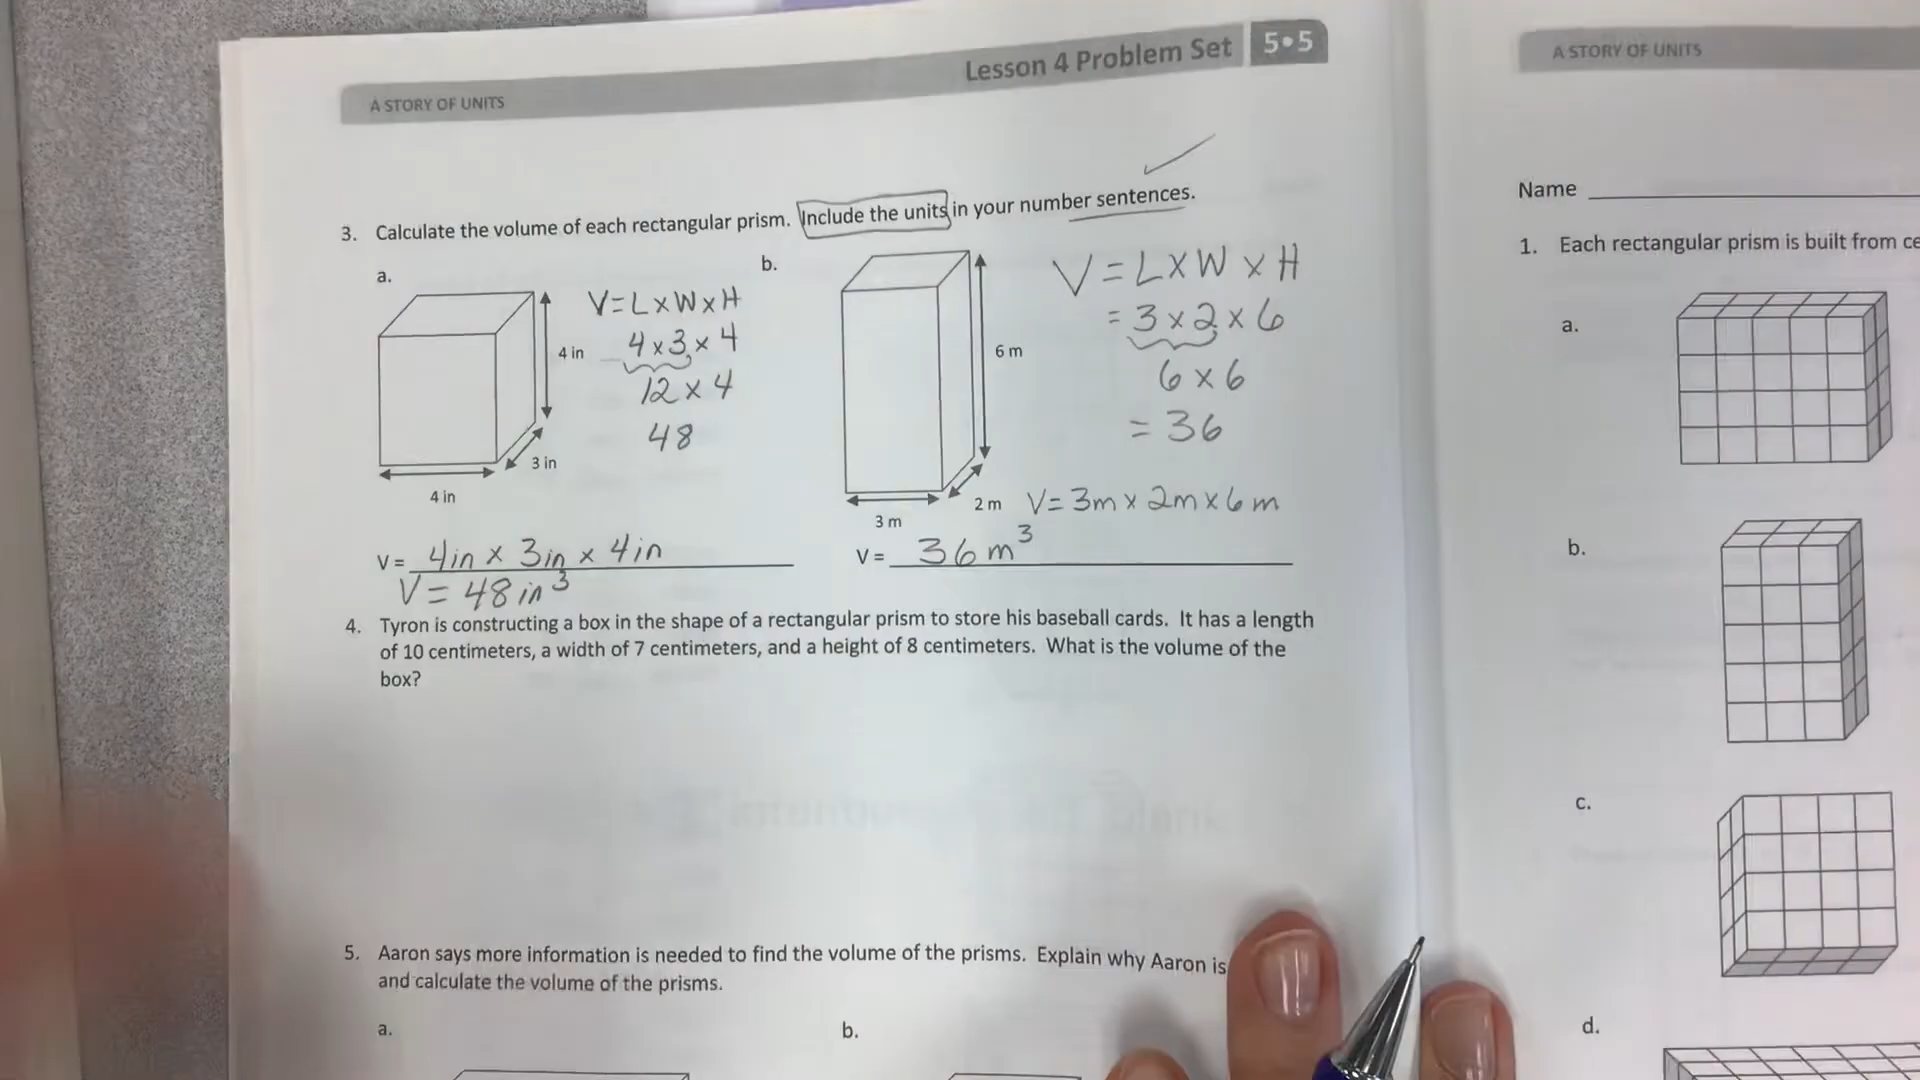 Lesson 4 Problem Set 5•5
A STORY OF UNITS
3. Calculate the volume of each rectangular prism. Include the units in your number sentences.
a.
V=L×W×H
4×3×4
12×4
48
4 in
3 in
4 in
V= 4in × 3in × 4in
V = 48in³
b.
V=L×W×H
=3×2×6
6×6
=36
6 m
2 m
3 m
V=3m×2m×6m
V= 36m³
4. Tyron is constructing a box in the shape of a rectangular prism to store his baseball cards. It has a length
of 10 centimeters, a width of 7 centimeters, and a height of 8 centimeters. What is the volume of the
box?
5. Aaron says more information is needed to find the volume of the prisms. Explain why Aaron is
and calculate the volume of the prisms.
a.
b.
A STORY OF UNITS
Name
1. Each rectangular prism is built from ce
a.
b.
c.
d.